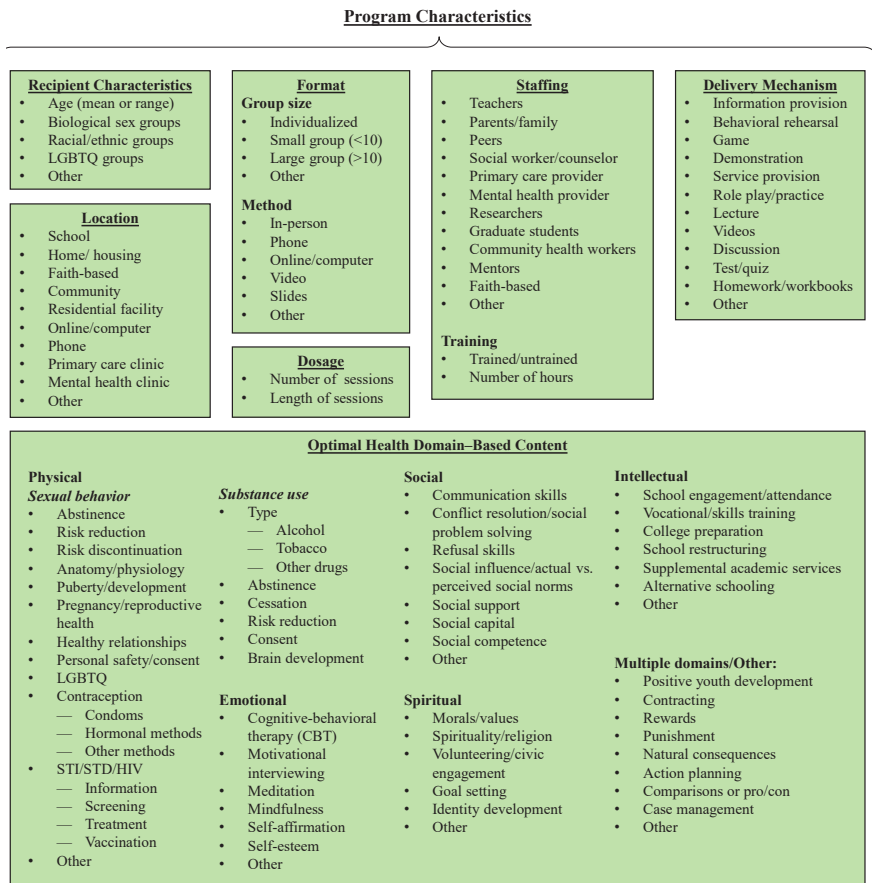 Program Characteristics
Recipient Characteristics
• Age (mean or range)
• Biological sex groups
• Racial/ethnic groups
• LGBTQ groups
• Other
Location
• School
• Home/ housing
• Faith-based
• Community
• Residential facility
• Online/computer
• Phone
• Primary care clinic
• Mental health clinic
• Other
Format
Group size
• Individualized
• Small group (<10)
• Large group (>10)
• Other
Method
• In-person
• Phone
• Online/computer
• Video
• Slides
• Other
Dosage
• Number of sessions
• Length of sessions
Staffing
• Teachers
• Parents/family
• Peers
• Social worker/counselor
• Primary care provider
• Mental health provider
• Researchers
• Graduate students
• Community health workers
• Mentors
• Faith-based
• Other
Training
• Trained/untrained
• Number of hours
Delivery Mechanism
• Information provision
• Behavioral rehearsal
• Game
• Demonstration
• Service provision
• Role play/practice
• Lecture
• Videos
• Discussion
• Test/quiz
• Homework/workbooks
• Other
Optimal Health Domain–Based Content
Physical
Sexual behavior
• Abstinence
• Risk reduction
• Risk discontinuation
• Anatomy/physiology
• Puberty/development
• Pregnancy/reproductive
health
• Healthy relationships
• Personal safety/consent
• LGBTQ
• Contraception
— Condoms
— Hormonal methods
— Other methods
• STI/STD/HIV
— Information
— Screening
— Treatment
— Vaccination
• Other
Substance use
• Type
— Alcohol
— Tobacco
— Other drugs
• Abstinence
• Cessation
• Risk reduction
• Consent
• Brain development
Emotional
• Cognitive-behavioral
therapy (CBT)
• Motivational
interviewing
• Meditation
• Mindfulness
• Self-affirmation
• Self-esteem
• Other
Social
• Communication skills
• Conflict resolution/social
problem solving
• Refusal skills
• Social influence/actual vs.
perceived social norms
• Social support
• Social capital
• Social competence
• Other
Spiritual
• Morals/values
• Spirituality/religion
• Volunteering/civic
engagement
• Goal setting
• Identity development
• Other
Intellectual
• School engagement/attendance
• Vocational/skills training
• College preparation
• School restructuring
• Supplemental academic services
• Alternative schooling
• Other
Multiple domains/Other:
• Positive youth development
• Contracting
• Rewards
• Punishment
• Natural consequences
• Action planning
• Comparisons or pro/con
• Case management
• Other